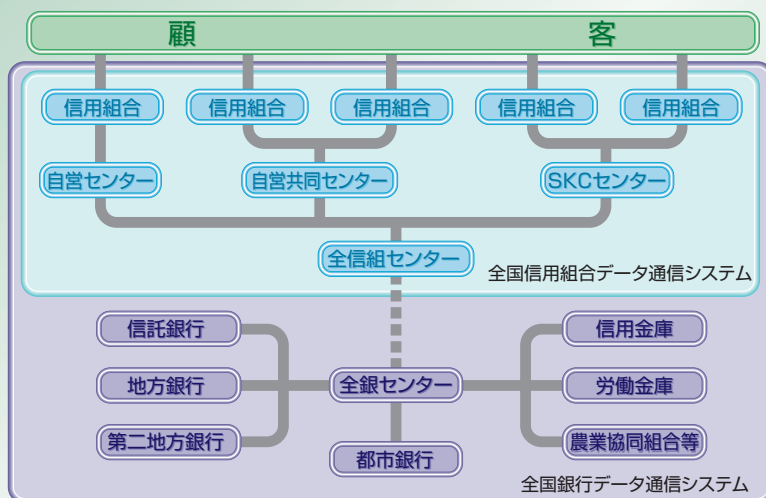 顧 客
信用組合 信用組合 信用組合 信用組合 信用組合
自営センター 自営共同センター SKCセンター
全信組センター
全国信用組合データ通信システム
信託銀行 信用金庫
地方銀行 全銀センター 労働金庫
第二地方銀行 都市銀行 農業協同組合等
全国銀行データ通信システム